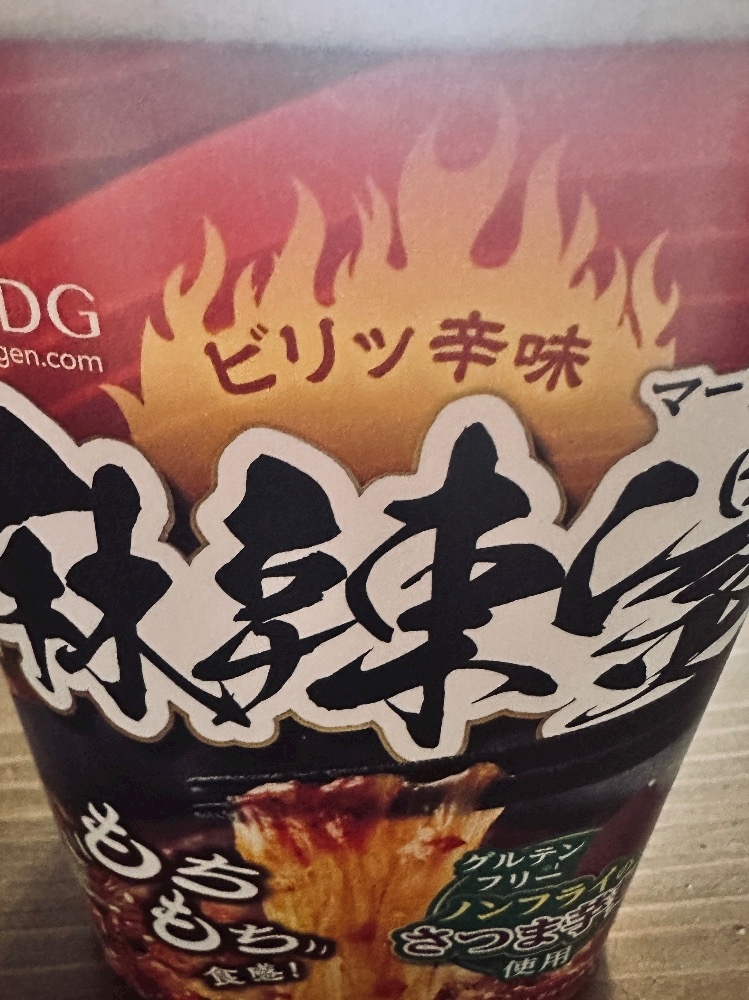 DG
gen.com
ビリッ辛味
マー
麻辣
もち
もち
食感!
グルテン
フリー!
ノンフライの
さつま芋
使用